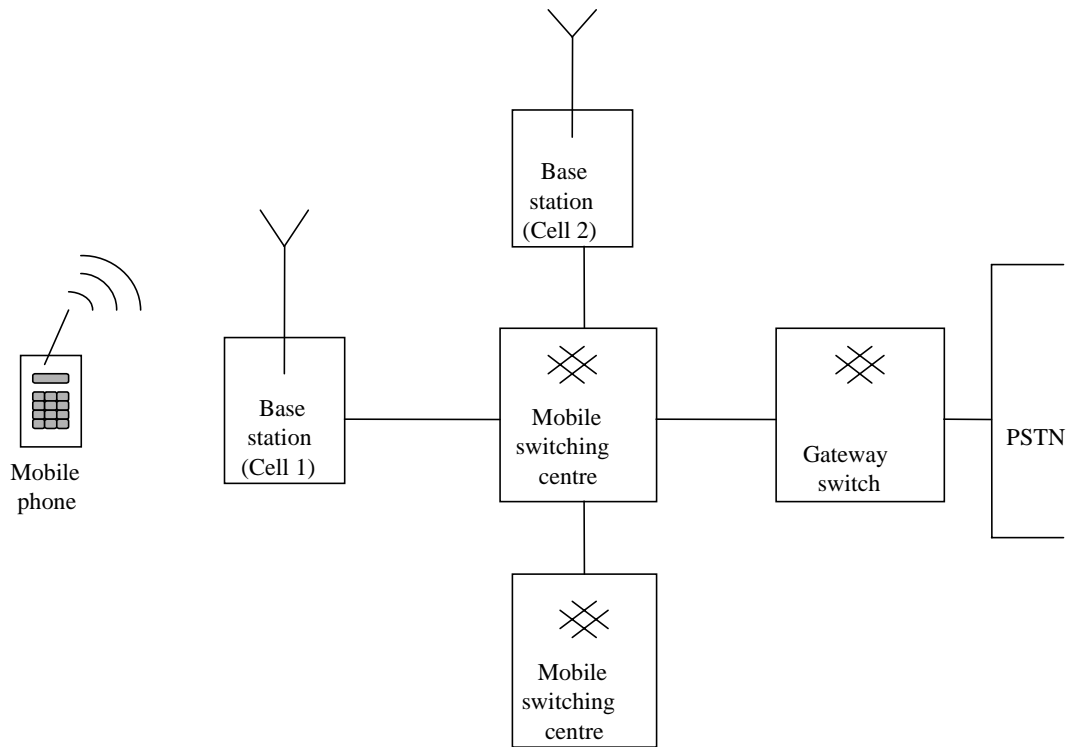 Base
station
(Cell 2)
Base
station
(Cell 1)
Mobile
switching
centre
Gateway
switch
PSTN
Mobile
phone
Mobile
switching
centre